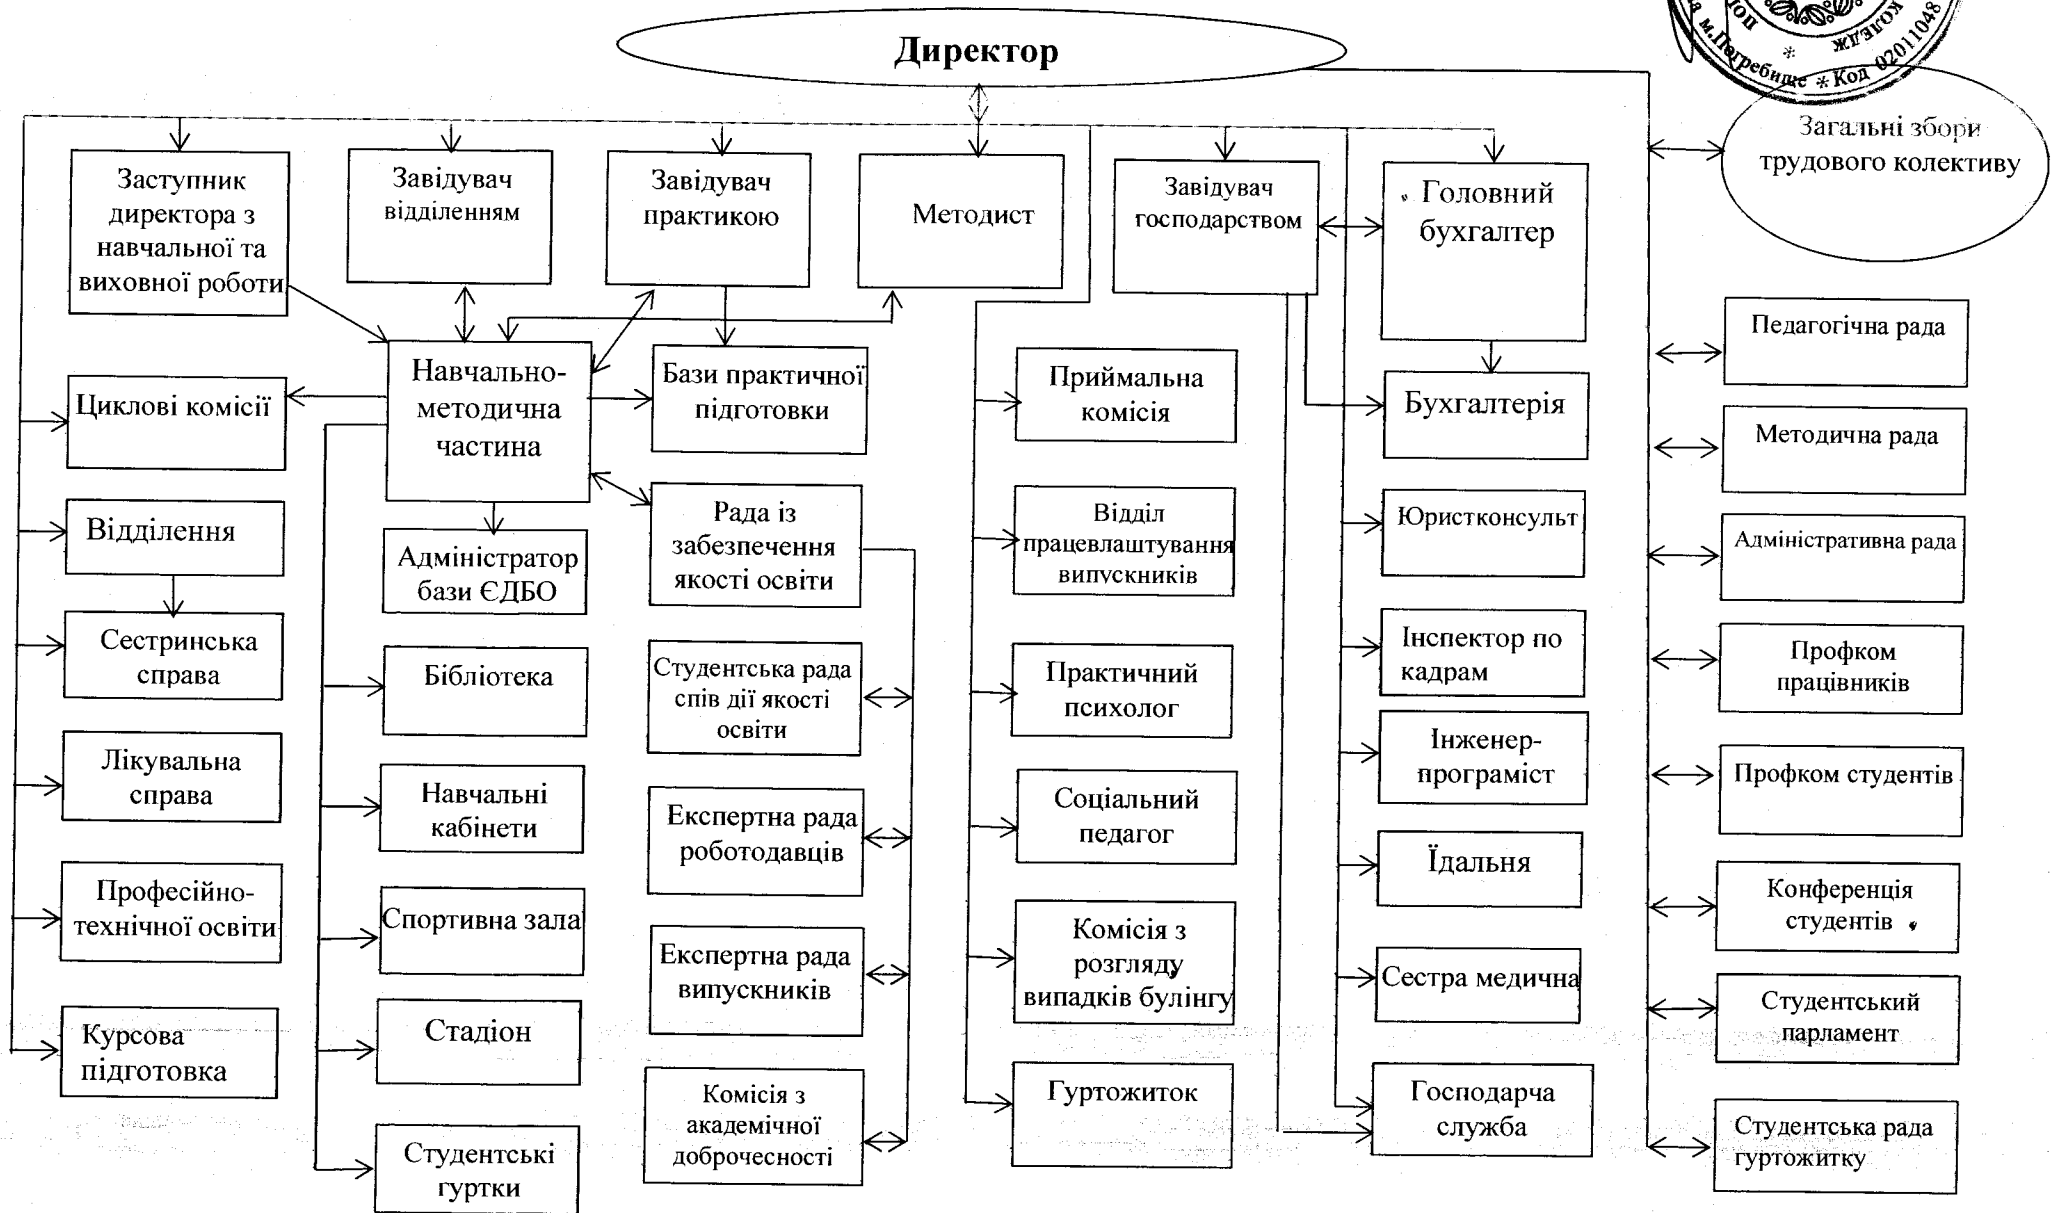 Директор
м.Погребище * Код 02011048
коледж
Загальні збори
трудового колективу
Заступник
директора з
навчальної та
виховної роботи
Завідувач
відділенням
Завідувач
практикою
Методист
Завідувач
господарством
Головний
бухгалтер
Навчально-
методична
частина
Бази практичної
підготовки
Циклові комісії
Відділення
Сестринська
справа
Лікувальна
справа
Професійно-
технічної освіти
Курсова
підготовка
Адміністратор
бази ЄДБО
Бібліотека
Навчальні
кабінети
Спортивна зала
Стадіон
Студентські
гуртки
Рада із
забезпечення
якості освіти
Студентська рада
спів дії якості
освіти
Експертна рада
роботодавців
Експертна рада
випускників
Комісія з
академічної
доброчесності
Приймальна
комісія
Відділ
працевлаштування
випускників
Практичний
психолог
Соціальний
педагог
Комісія з
розгляду
випадків булінгу
Гуртожиток
Бухгалтерія
Юристконсульт
Інспектор по
кадрам
Інженер-
програміст
Їдальня
Сестра медична
Господарча
служба
Педагогічна рада
Методична рада
Адміністративна рада
Профком
працівників
Профком студентів
Конференція
студентів
Студентський
парламент
Студентська рада
гуртожитку